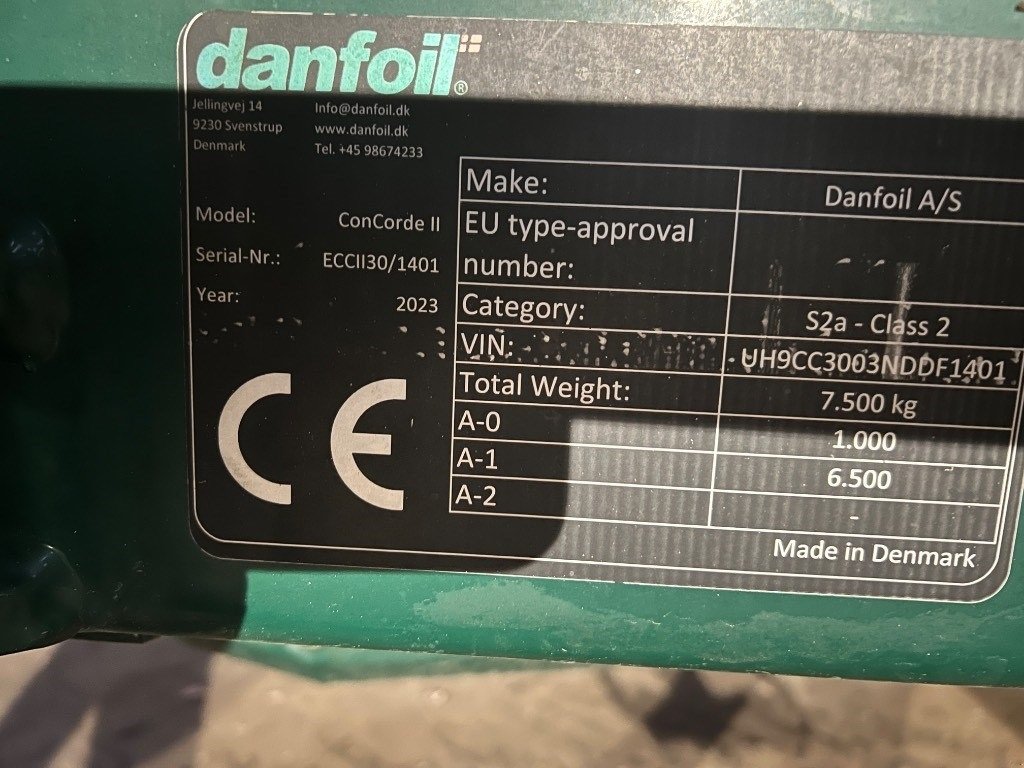 danfoil®
Jellingvej 14
9230 Svenstrup
Denmark
Info@danfoil.dk
www.danfoil.dk
Tel. +45 98674233
Model: ConCorde II
Serial-Nr.: ECCII30/1401
Year: 2023
CE
Make: Danfoil A/S
EU type-approval
number:
Category: S2a - Class 2
VIN: UH9CC3003NDDF1401
Total Weight: 7.500 kg
A-0 1.000
A-1 6.500
A-2 -
Made in Denmark